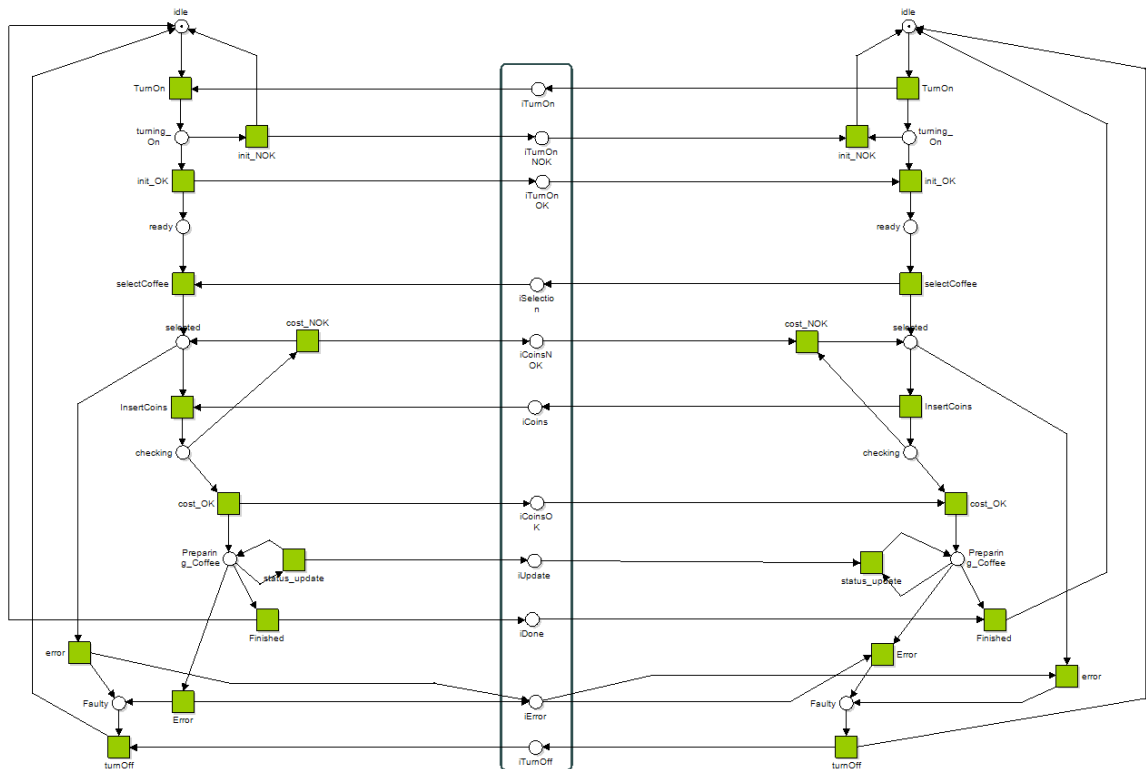 idle
idle
TurnOn
iTurnOn
TurnOn
turning_
On
init_NOK
iTurnOn
NOK
init_NOK
turning_
On
init_OK
iTurnOn
OK
init_OK
ready
ready
selectCoffee
iSelectio
n
selectCoffee
selected
cost_NOK
iCoinsN
OK
cost_NOK
selected
InsertCoins
iCoins
InsertCoins
checking
checking
cost_OK
iCoinsO
K
cost_OK
Preparin
g_Coffee
status_update
iUpdate
status_update
Preparin
g_Coffee
Finished
iDone
Finished
error
Error
error
Faulty
Error
iError
Faulty
turnOff
iTurnOff
turnOff